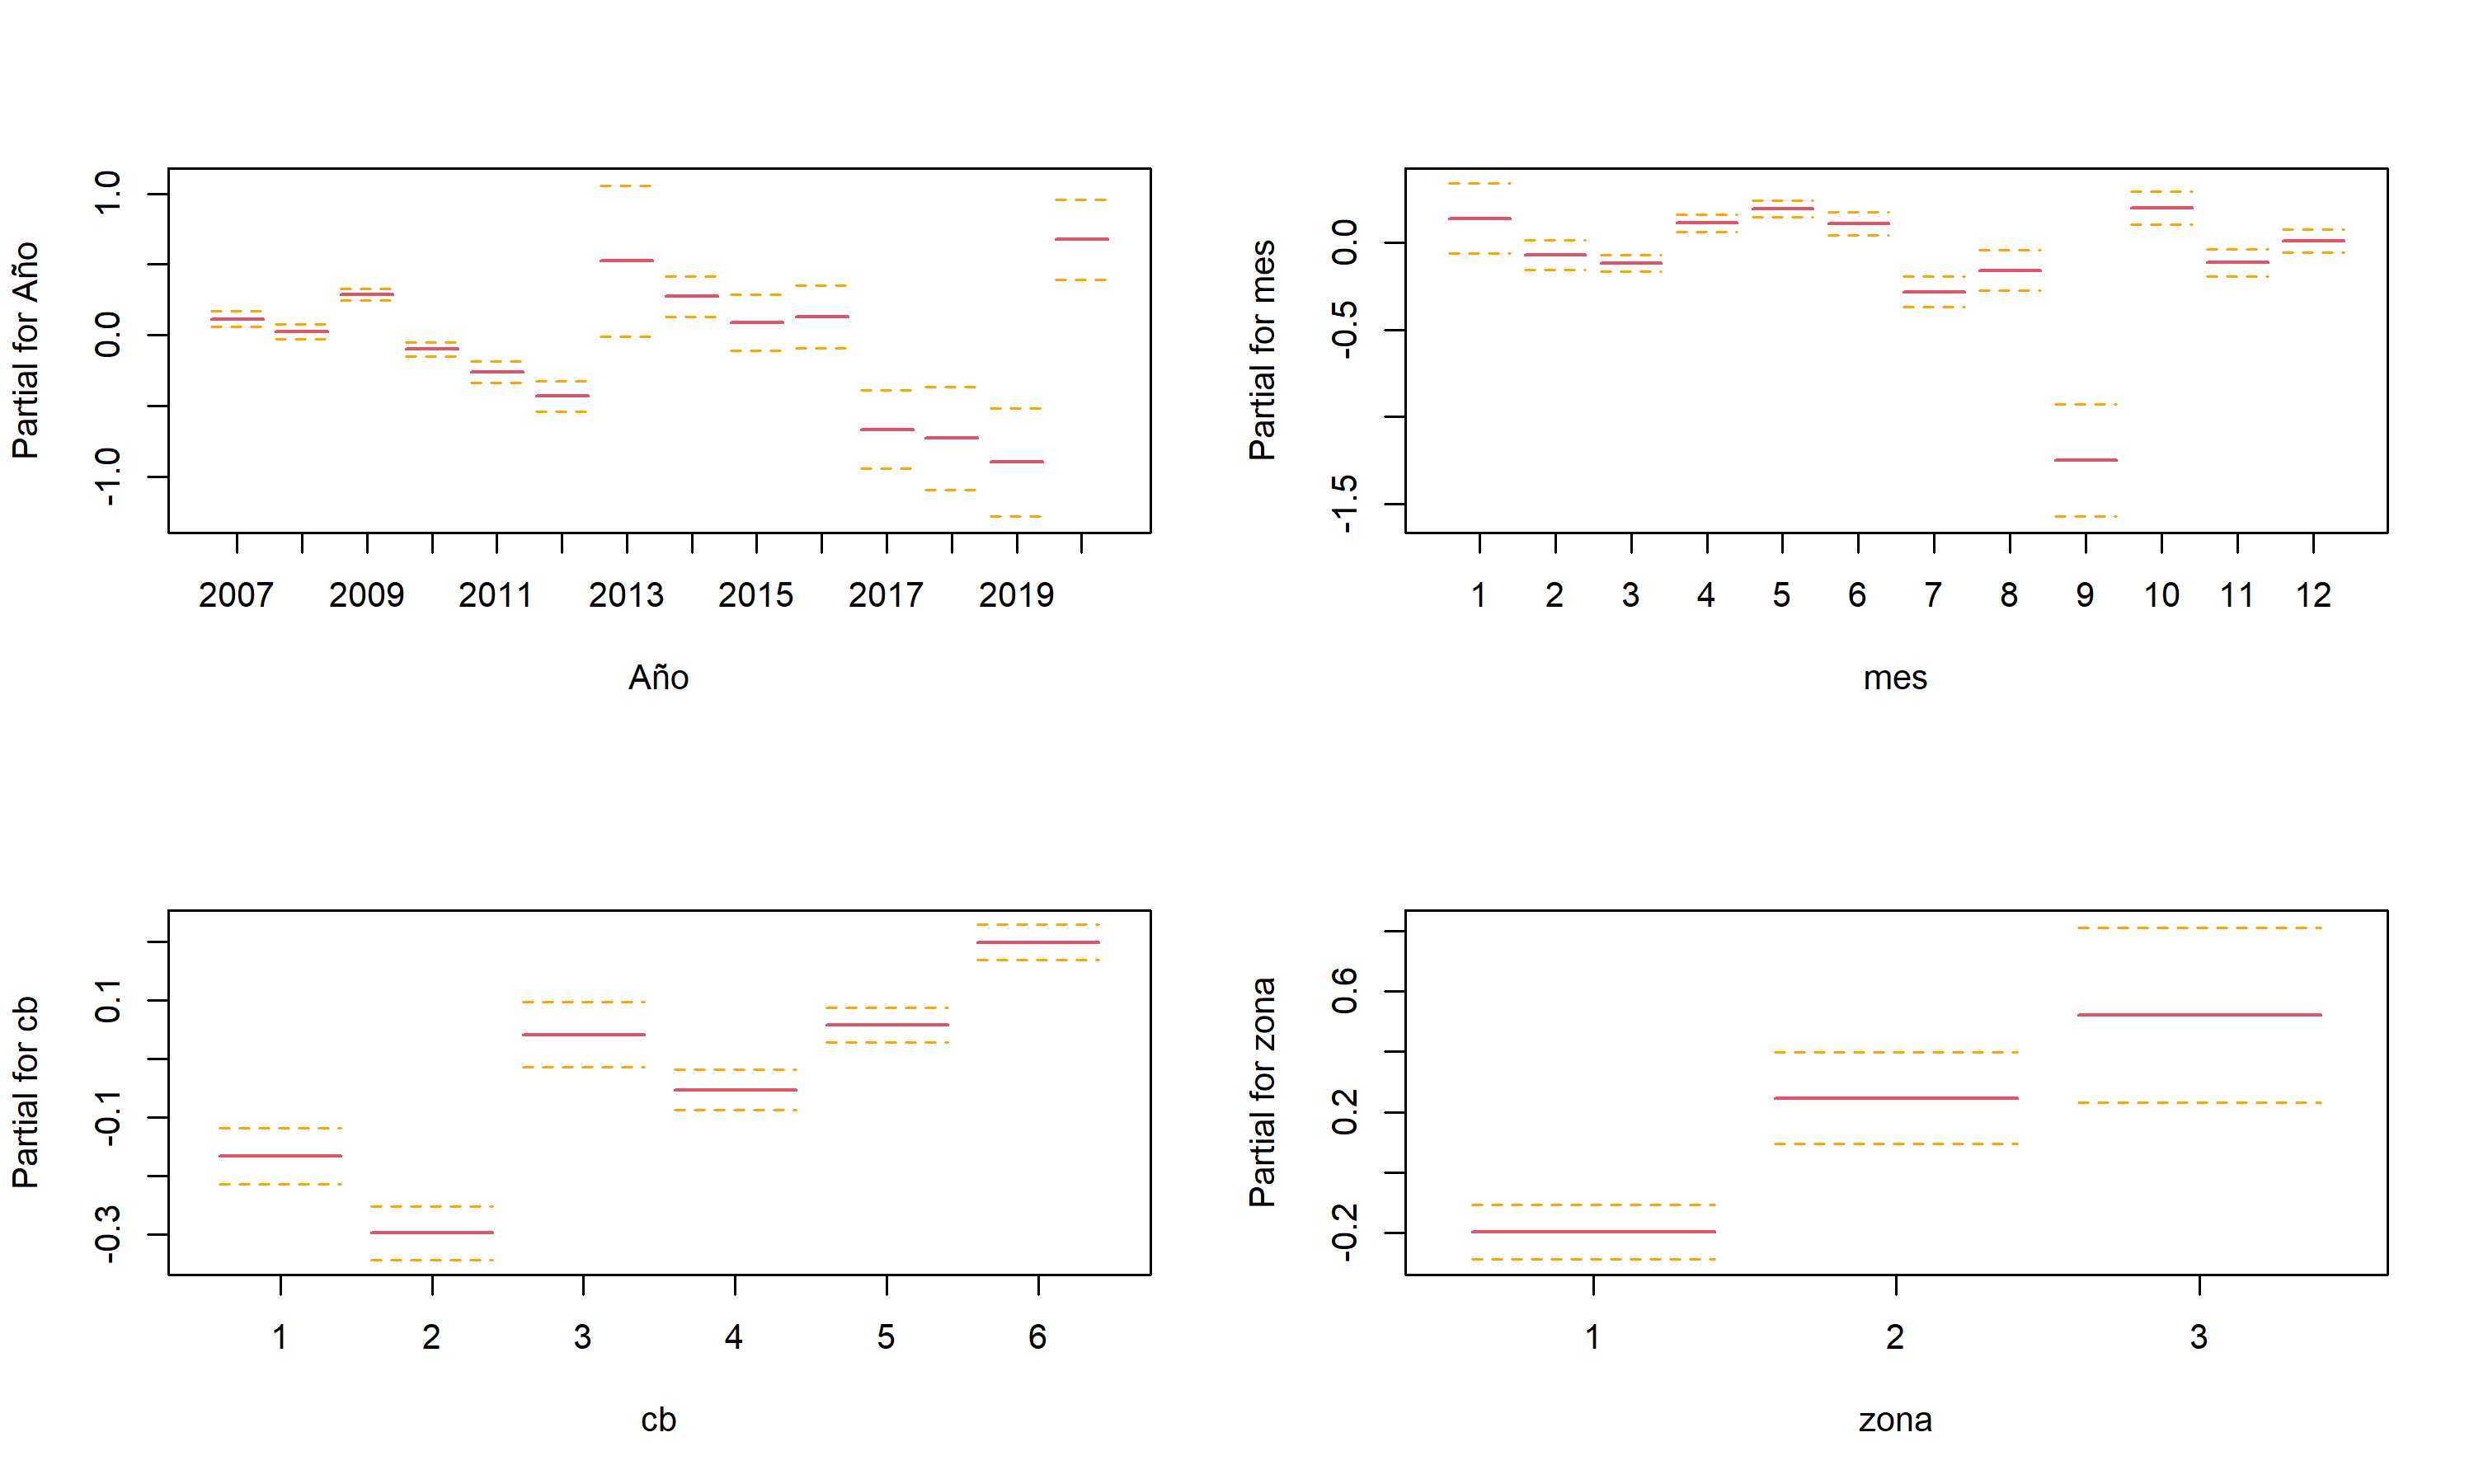 Partial for Año
1.0
0.0
-1.0
2007 2009 2011 2013 2015 2017 2019
Año
Partial for mes
0.0
-0.5
-1.5
1 2 3 4 5 6 7 8 9 10 11 12
mes
Partial for cb
0.1
-0.1
-0.3
1 2 3 4 5 6
cb
Partial for zona
0.6
0.2
-0.2
1 2 3
zona